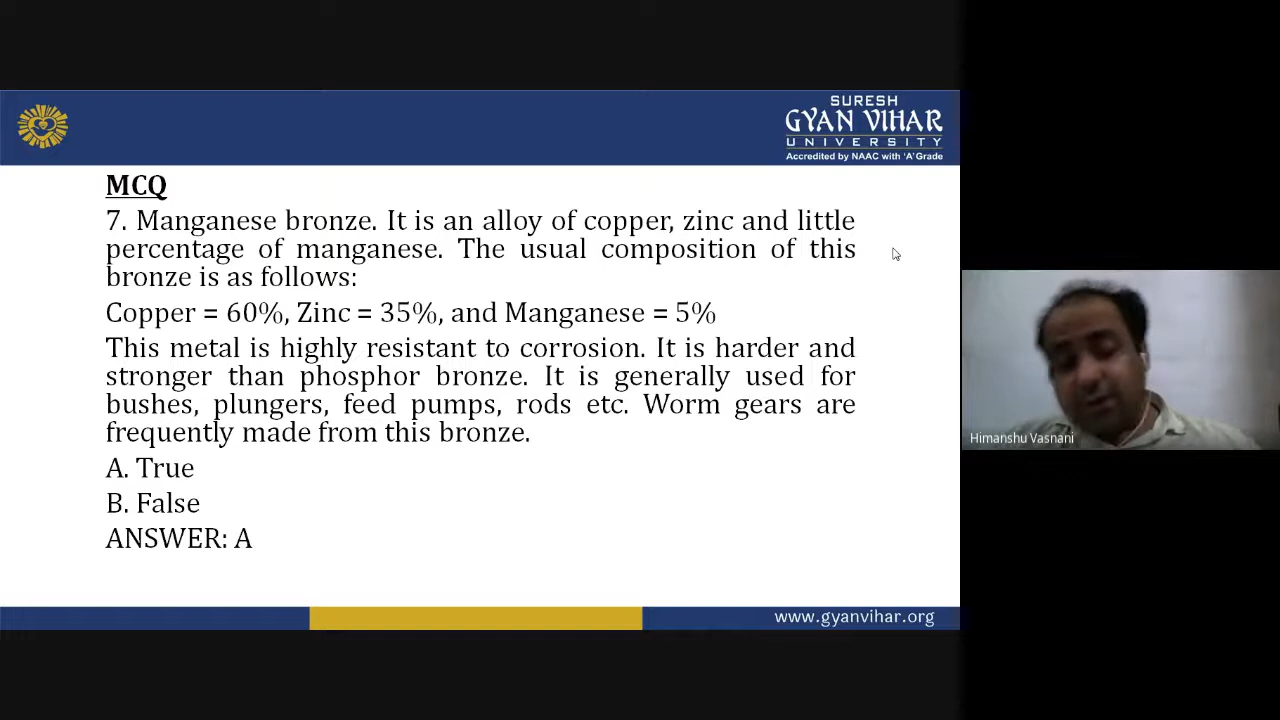 SURESH
GYAN VIHAR
UNIVERSITY
Accredited by NAAC with 'A' Grade
MCQ
7. Manganese bronze. It is an alloy of copper, zinc and little
percentage of manganese. The usual composition of this
bronze is as follows:
Copper = 60%, Zinc = 35%, and Manganese = 5%
This metal is highly resistant to corrosion. It is harder and
stronger than phosphor bronze. It is generally used for
bushes, plungers, feed pumps, rods etc. Worm gears are
frequently made from this bronze.
A. True
B. False
ANSWER: A
Himanshu Vasnani
www.gyanvihar.org